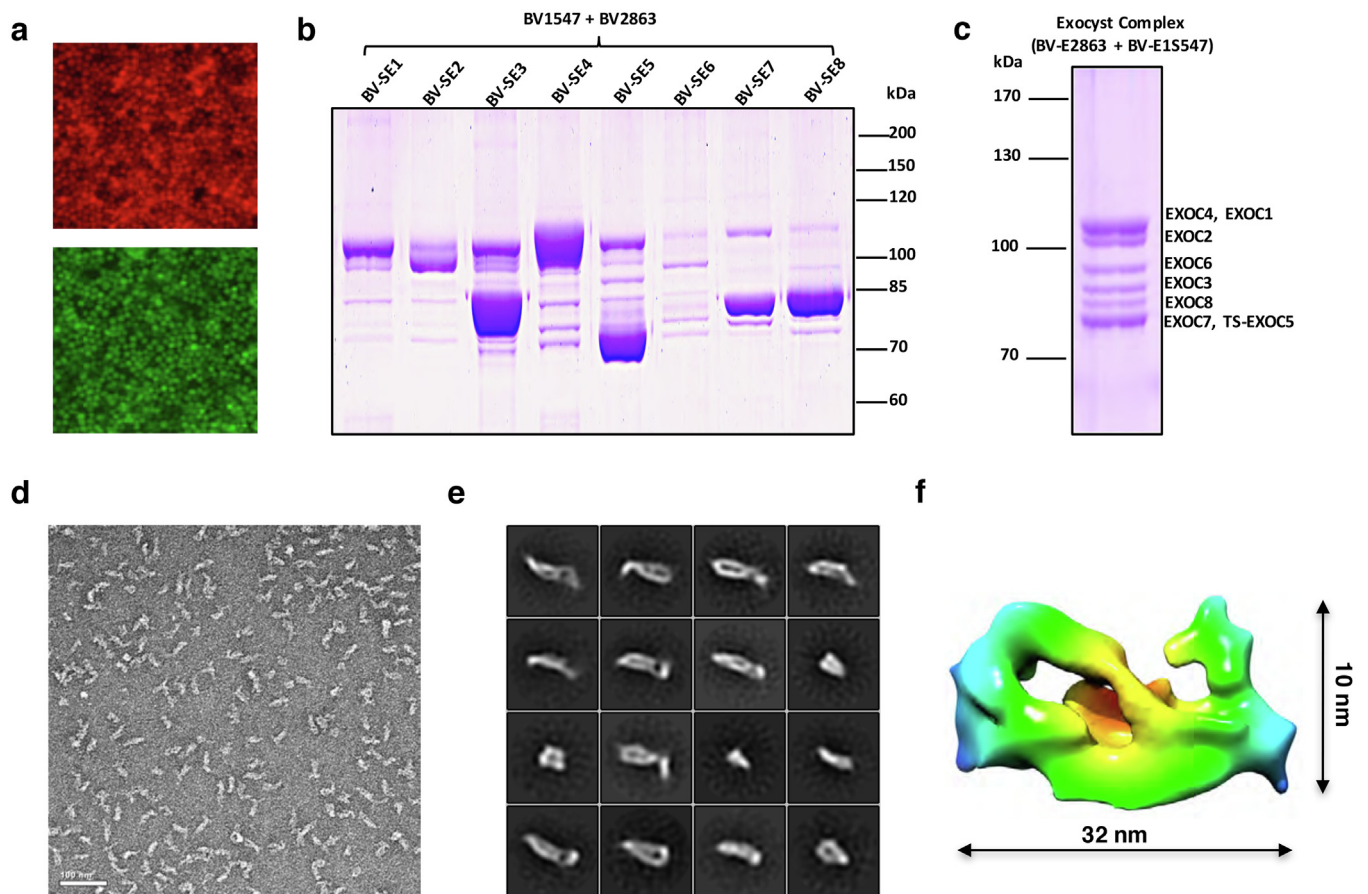 a
b
BV1547 + BV2863
BV-SE1 BV-SE2 BV-SE3 BV-SE4 BV-SE5 BV-SE6 BV-SE7 BV-SE8
kDa
200
150
120
100
85
70
60
c
Exocyst Complex
(BV-E2863 + BV-E1S547)
kDa
170
130
100
70
EXOC4, EXOC1
EXOC2
EXOC6
EXOC3
EXOC8
EXOC7, TS-EXOC5
d
100 nm
e
f
10 nm
32 nm